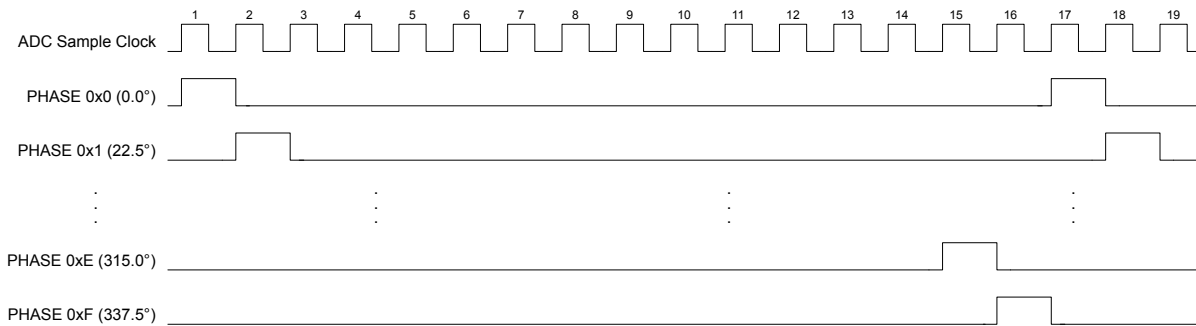 1 2 3 4 5 6 7 8 9 10 11 12 13 14 15 16 17 18 19
ADC Sample Clock
PHASE 0x0 (0.0°)
PHASE 0x1 (22.5°)
PHASE 0xE (315.0°)
PHASE 0xF (337.5°)